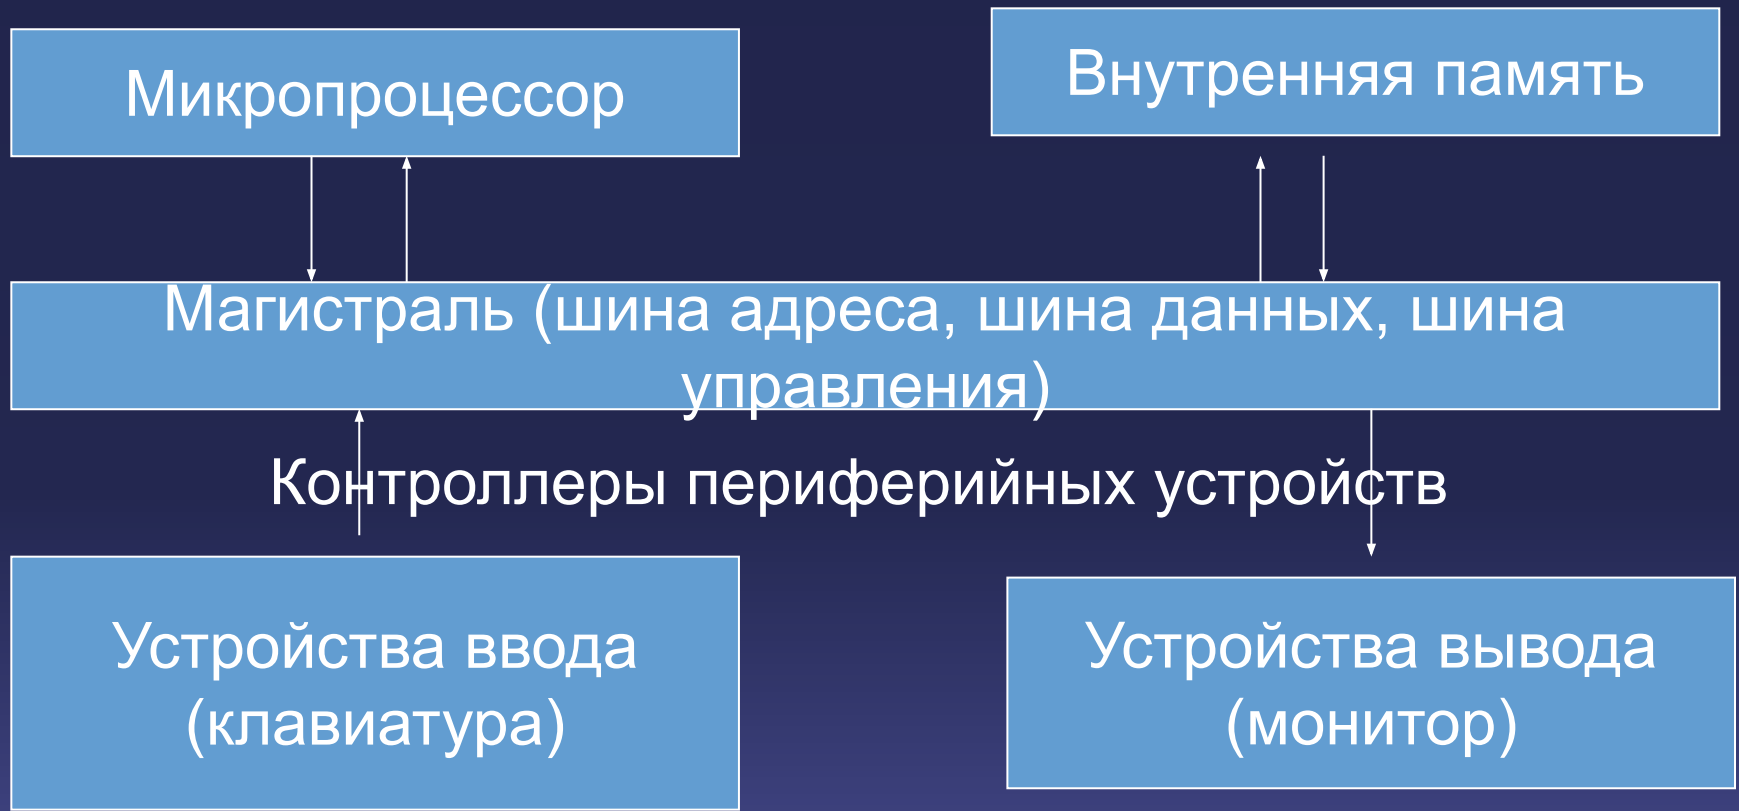 Микропроцессор
Внутренняя память
Магистраль (шина адреса, шина данных, шина
управления)
Контроллеры периферийных устройств
Устройства ввода
(клавиатура)
Устройства вывода
(монитор)